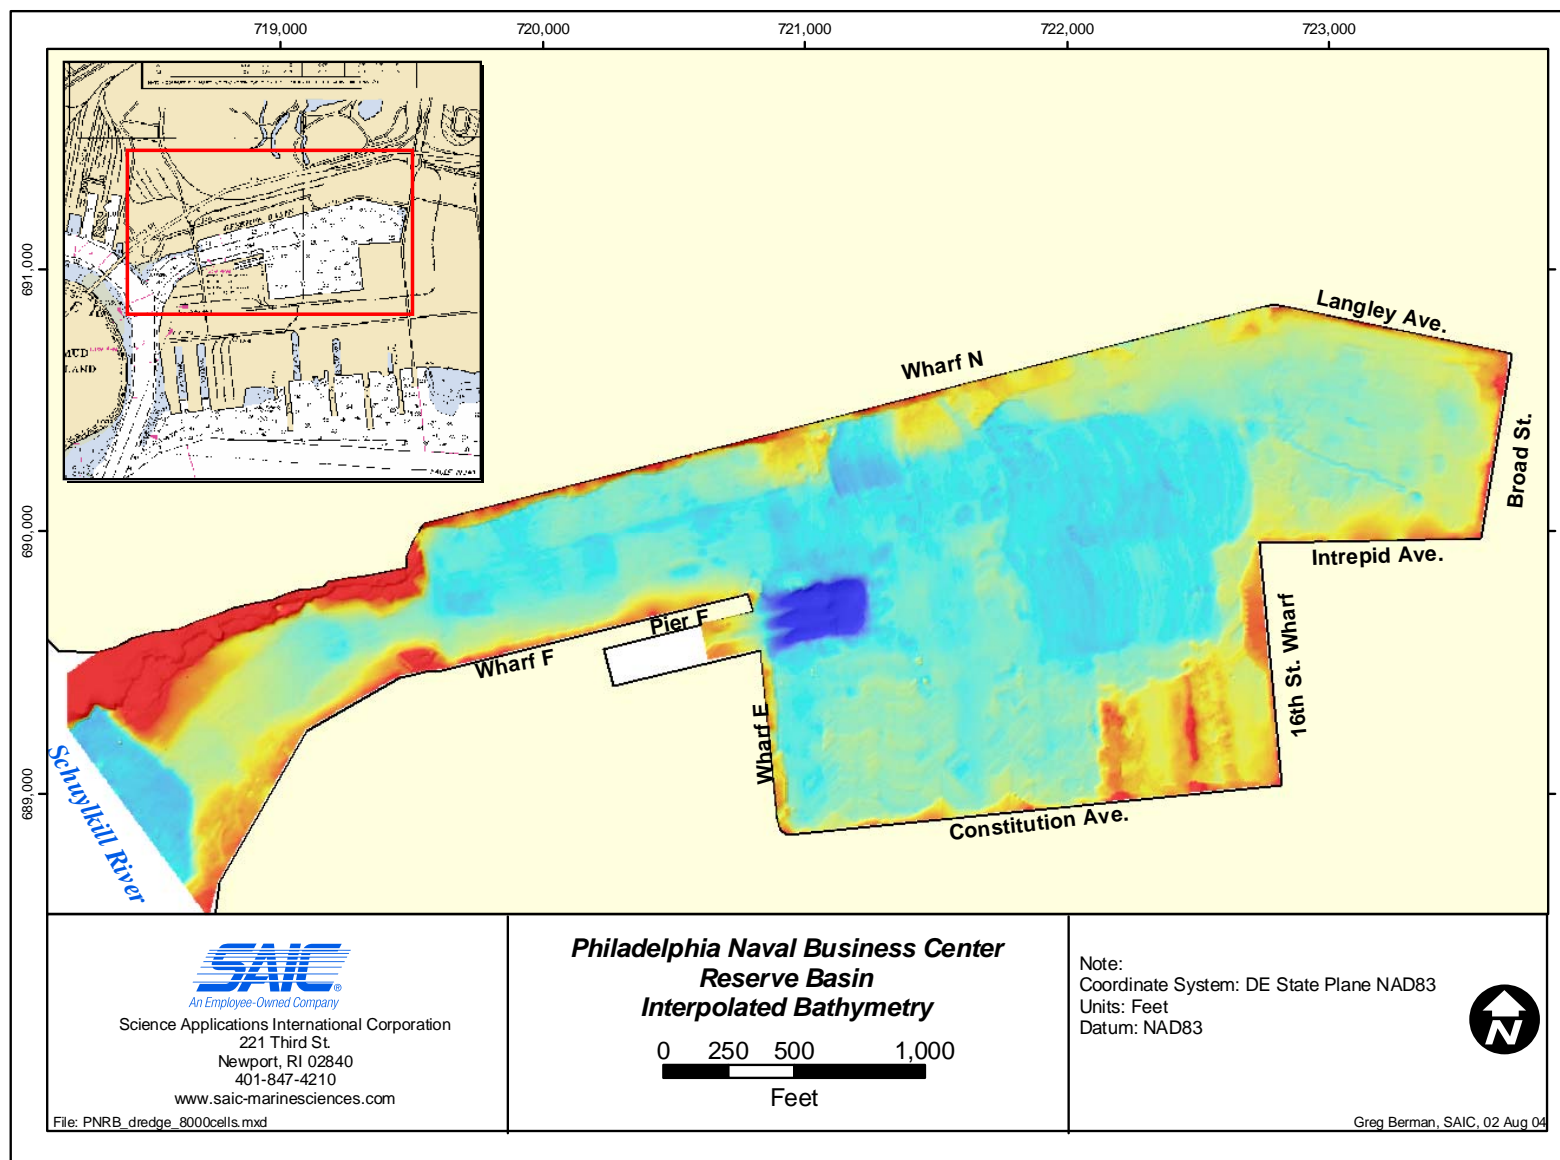 719,000
720,000
721,000
722,000
723,000
691,000
690,000
689,000
MUD
LAND
Langley Ave.
Wharf N
Broad St.
Intrepid Ave.
Pier F
Wharf F
16th St. Wharf
Wharf E
Constitution Ave.
Schuylkill River
SAIC®
An Employee-Owned Company
Science Applications International Corporation
221 Third St.
Newport, RI 02840
401-847-4210
www.saic-marinesciences.com
File: PNRB_dredge_8000cells.mxd
Philadelphia Naval Business Center
Reserve Basin
Interpolated Bathymetry
0 250 500 1,000
Feet
Note:
Coordinate System: DE State Plane NAD83
Units: Feet
Datum: NAD83
N
Greg Berman, SAIC, 02 Aug 04